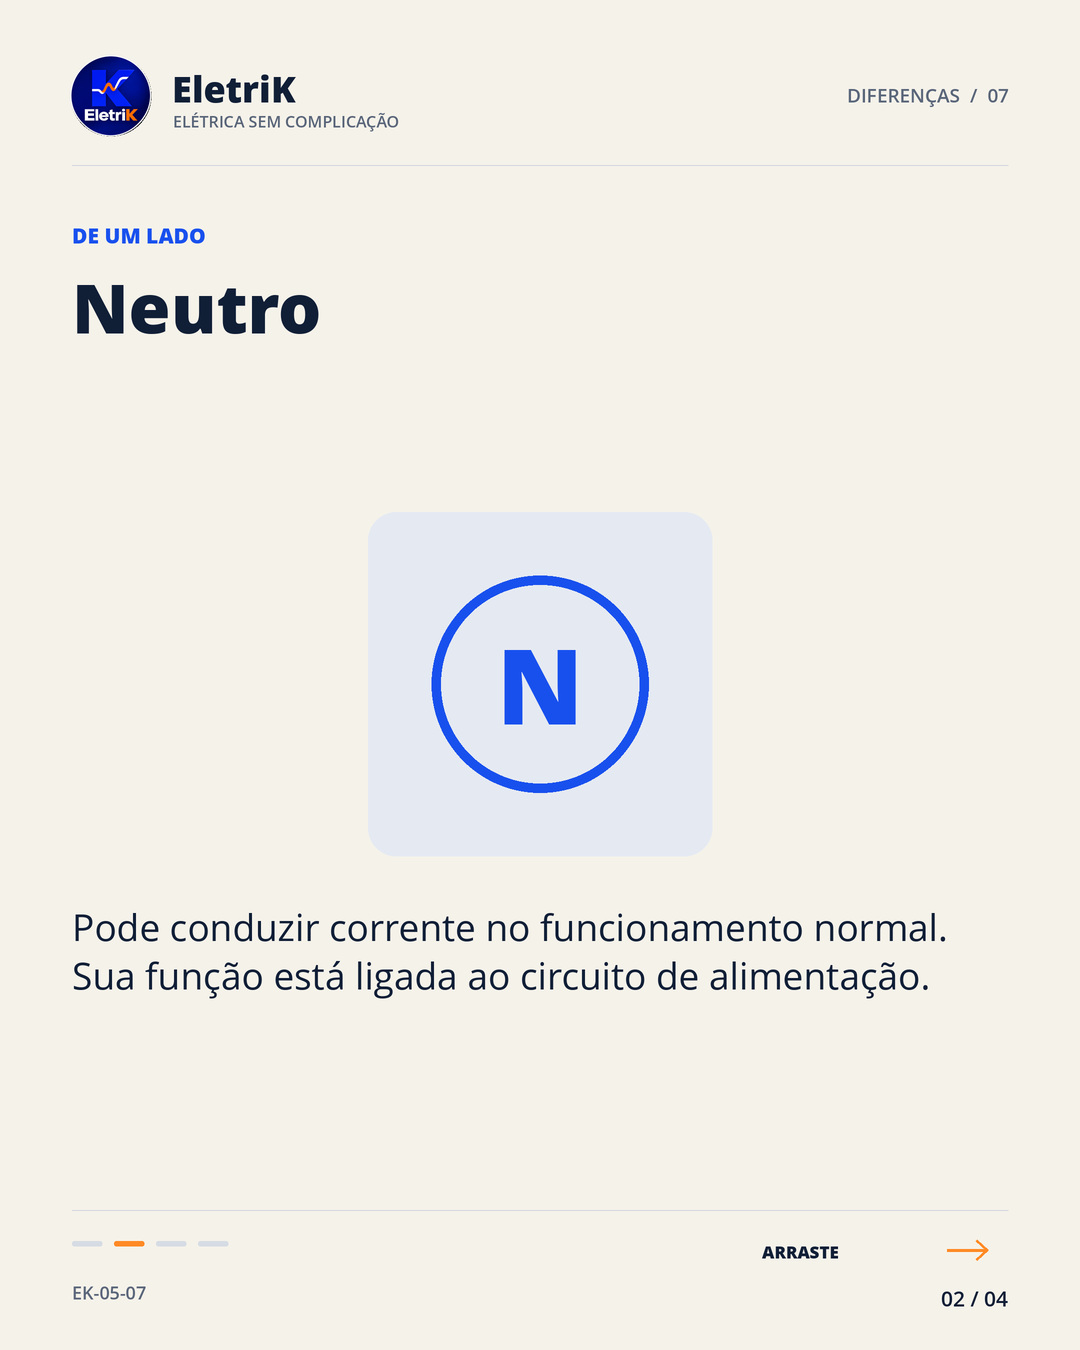 K
EletriK
EletriK
ELÉTRICA SEM COMPLICAÇÃO
DIFERENÇAS / 07
DE UM LADO
Neutro
N
Pode conduzir corrente no funcionamento normal.
Sua função está ligada ao circuito de alimentação.
ARRASTE
EK-05-07
02 / 04